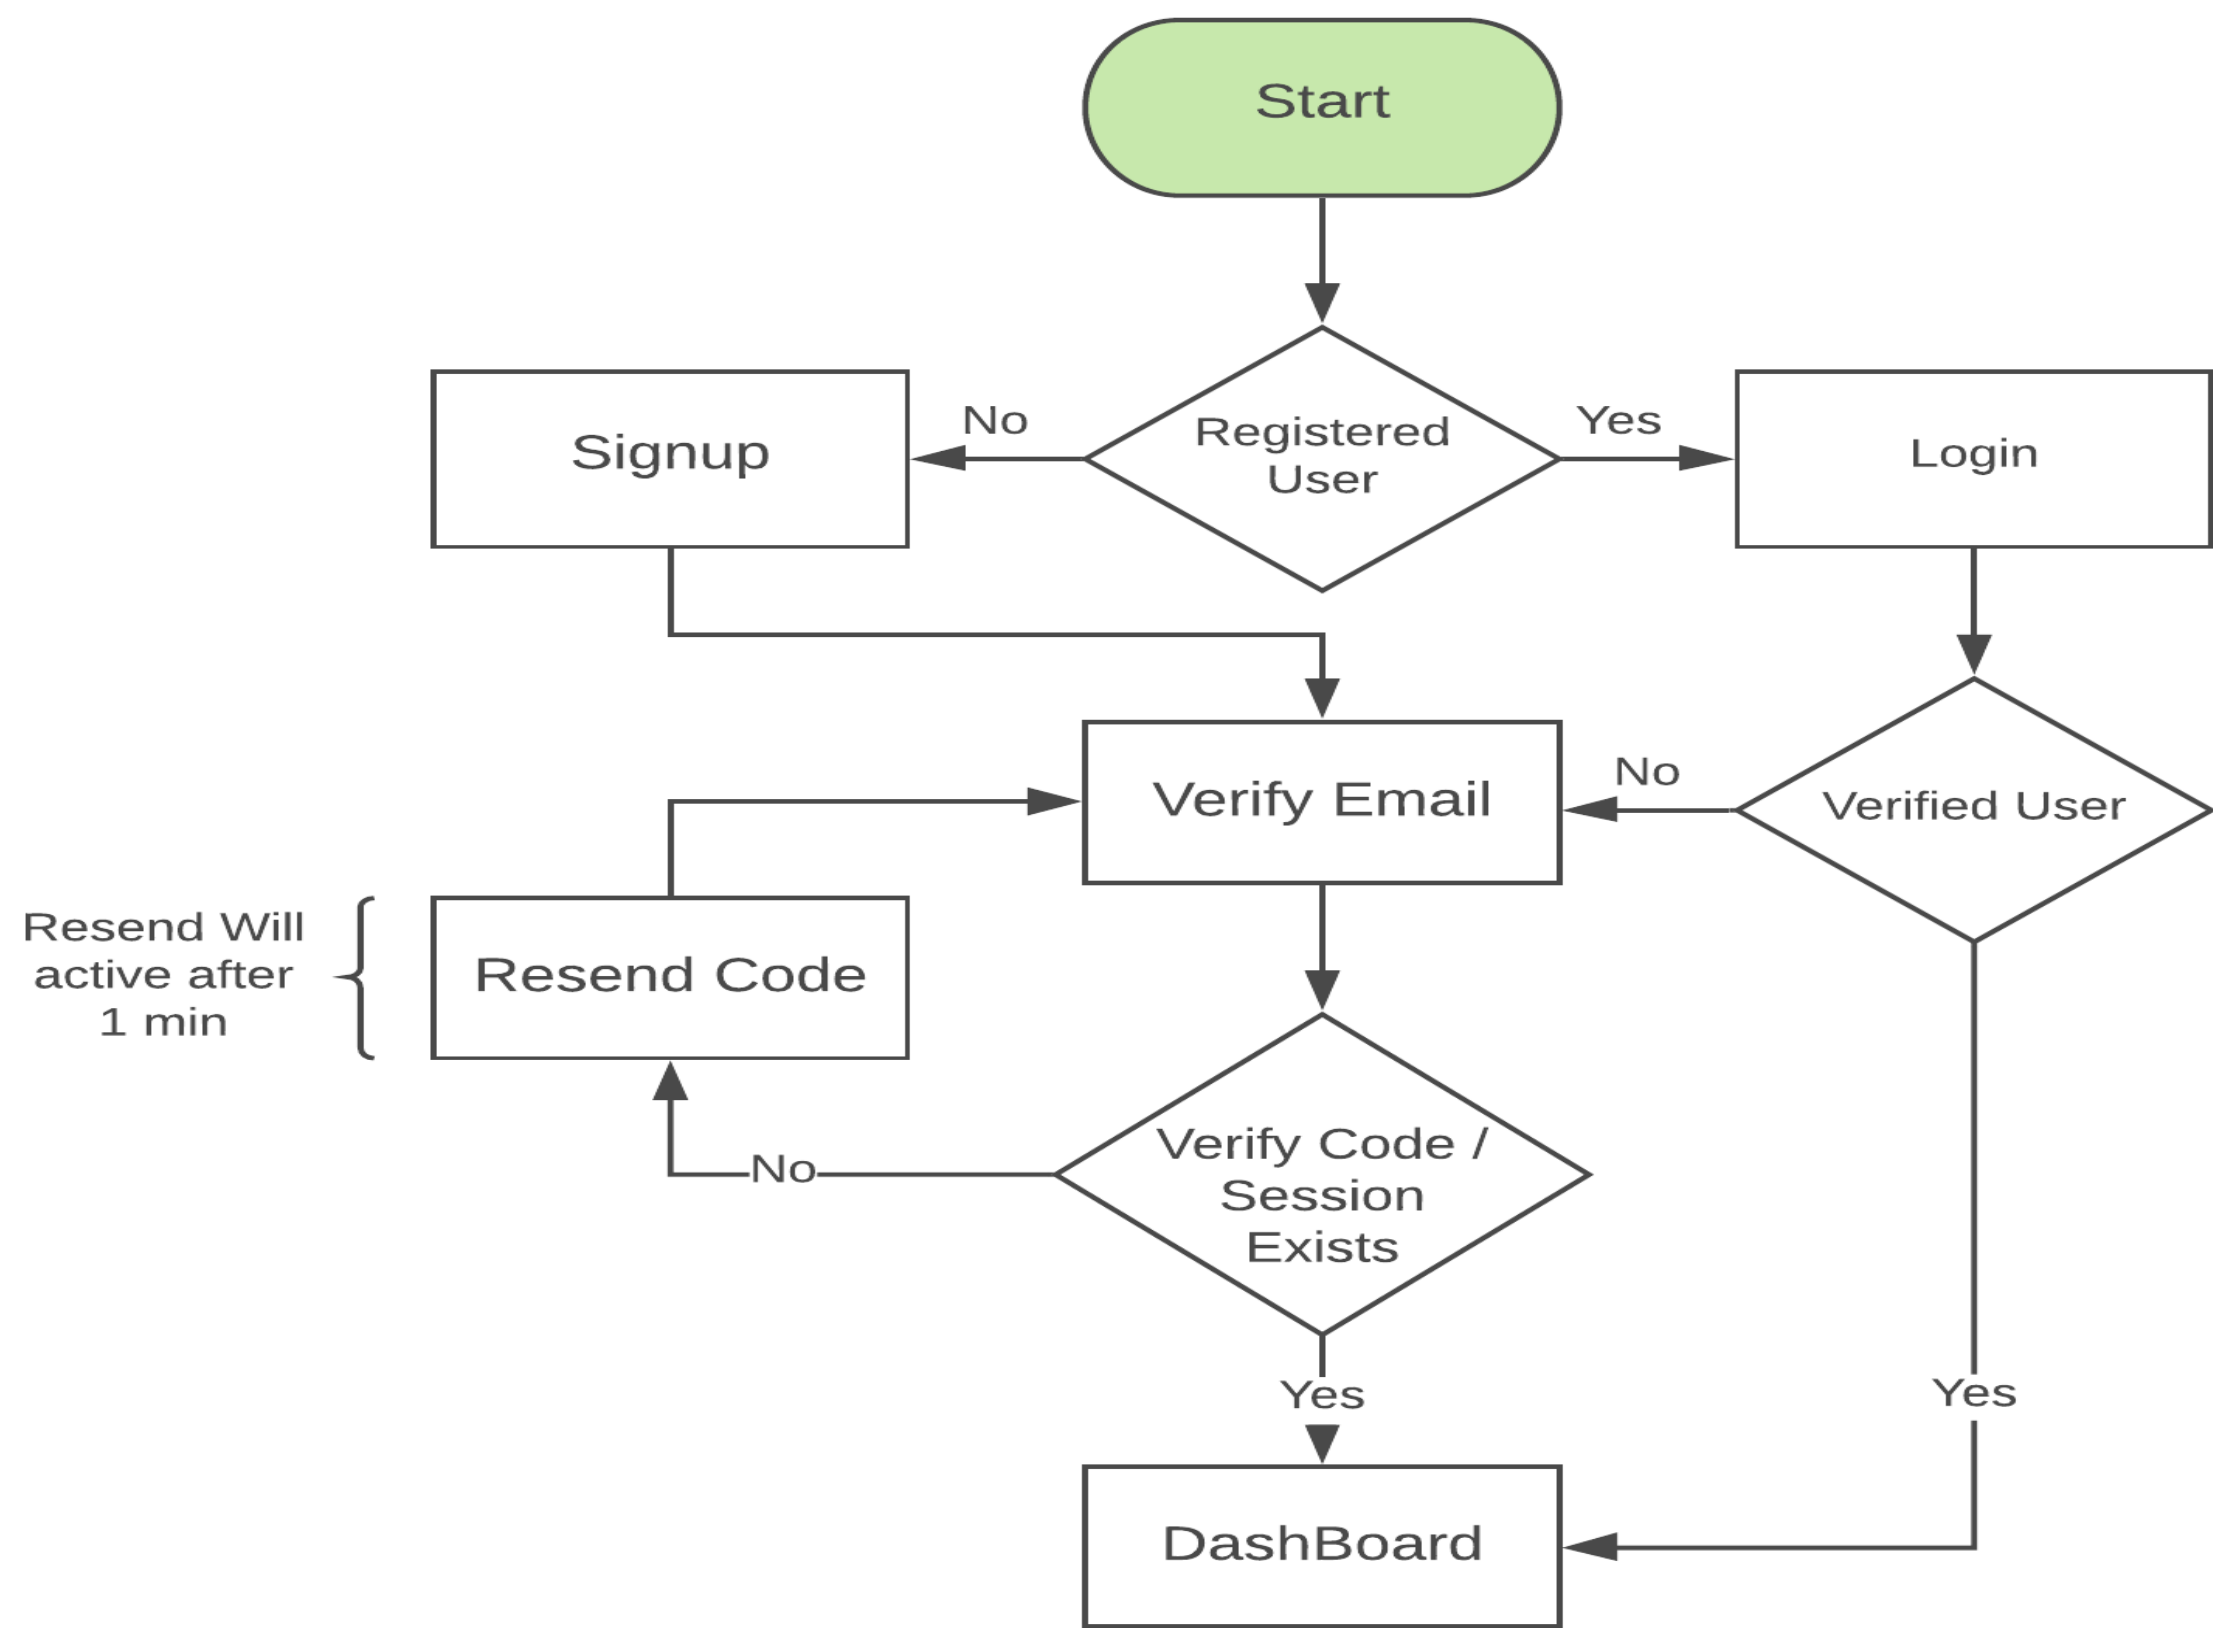 Start
No
Yes
Signup
Registered
User
Login
No
Verify Email
Verified User
Resend Will
active after
1 min
Resend Code
Verify Code /
Session
Exists
No
Yes
Yes
DashBoard